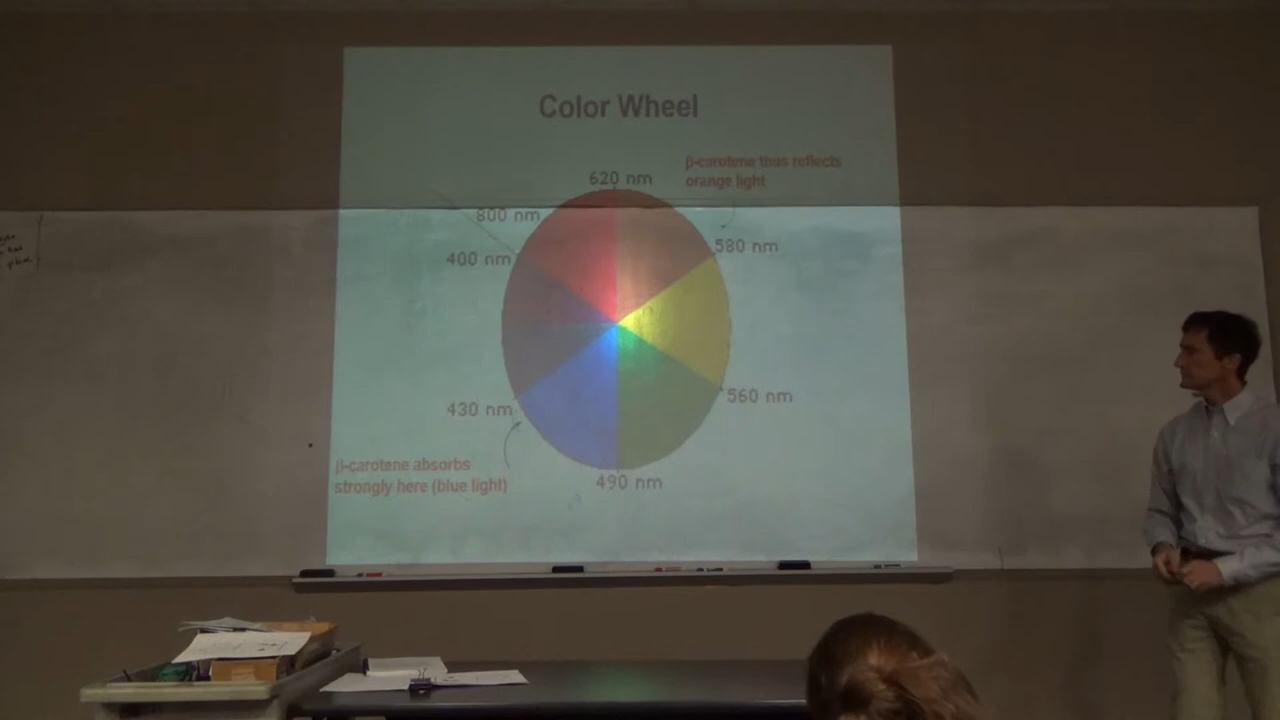 Color Wheel
β-carotene thus reflects
orange light
620 nm
800 nm
580 nm
400 nm
560 nm
430 nm
β-carotene absorbs
strongly here (blue light)
490 nm